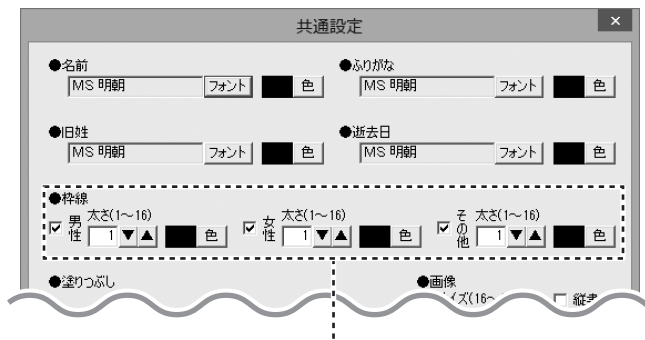 共通設定
×
●名前
●ふりがな
MS 明朝 フォント 色
MS 明朝 フォント 色
●旧姓
●逝去日
MS 明朝 フォント 色
MS 明朝 フォント 色
●枠線
男性 太さ(1～16) 1 ▼ ▲ 色
女性 太さ(1～16) 1 ▼ ▲ 色
その他 太さ(1～16) 1 ▼ ▲ 色
●塗りつぶし
●画像
イズ(16～
縦